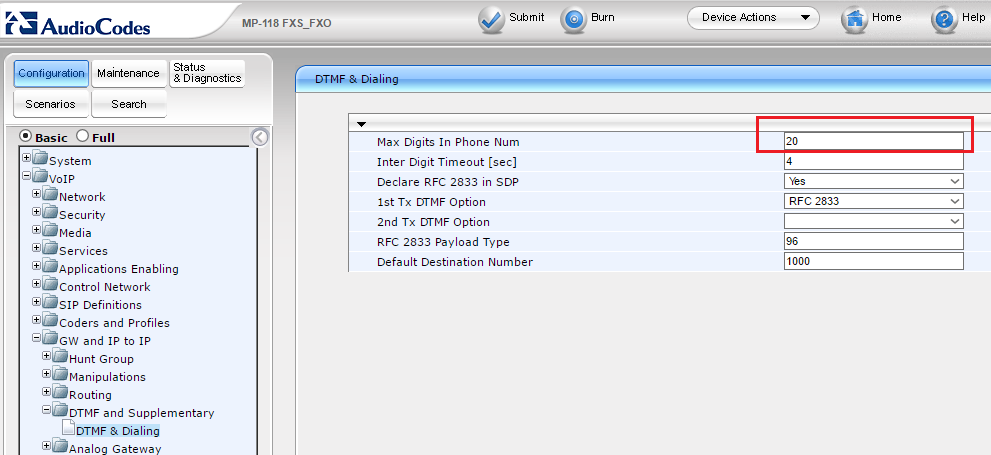 AudioCodes
MP-118 FXS_FXO
Submit
Burn
Device Actions
Home
Help
Configuration
Maintenance
Status
& Diagnostics
Scenarios
Search
Basic
Full
System
VoIP
Network
Security
Media
Services
Applications Enabling
Control Network
SIP Definitions
Coders and Profiles
GW and IP to IP
Hunt Group
Manipulations
Routing
DTMF and Supplementary
DTMF & Dialing
Analog Gateway
DTMF & Dialing
Max Digits In Phone Num 20
Inter Digit Timeout [sec] 4
Declare RFC 2833 in SDP Yes
1st Tx DTMF Option RFC 2833
2nd Tx DTMF Option
RFC 2833 Payload Type 96
Default Destination Number 1000